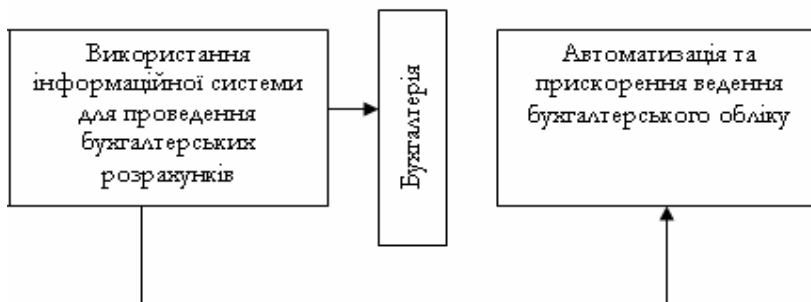 Використання
інформаційної системи
для проведення
бухгалтерських
розрахунків
Бухгалтерія
Автоматизація та
прискорення ведення
бухгалтерського обліку